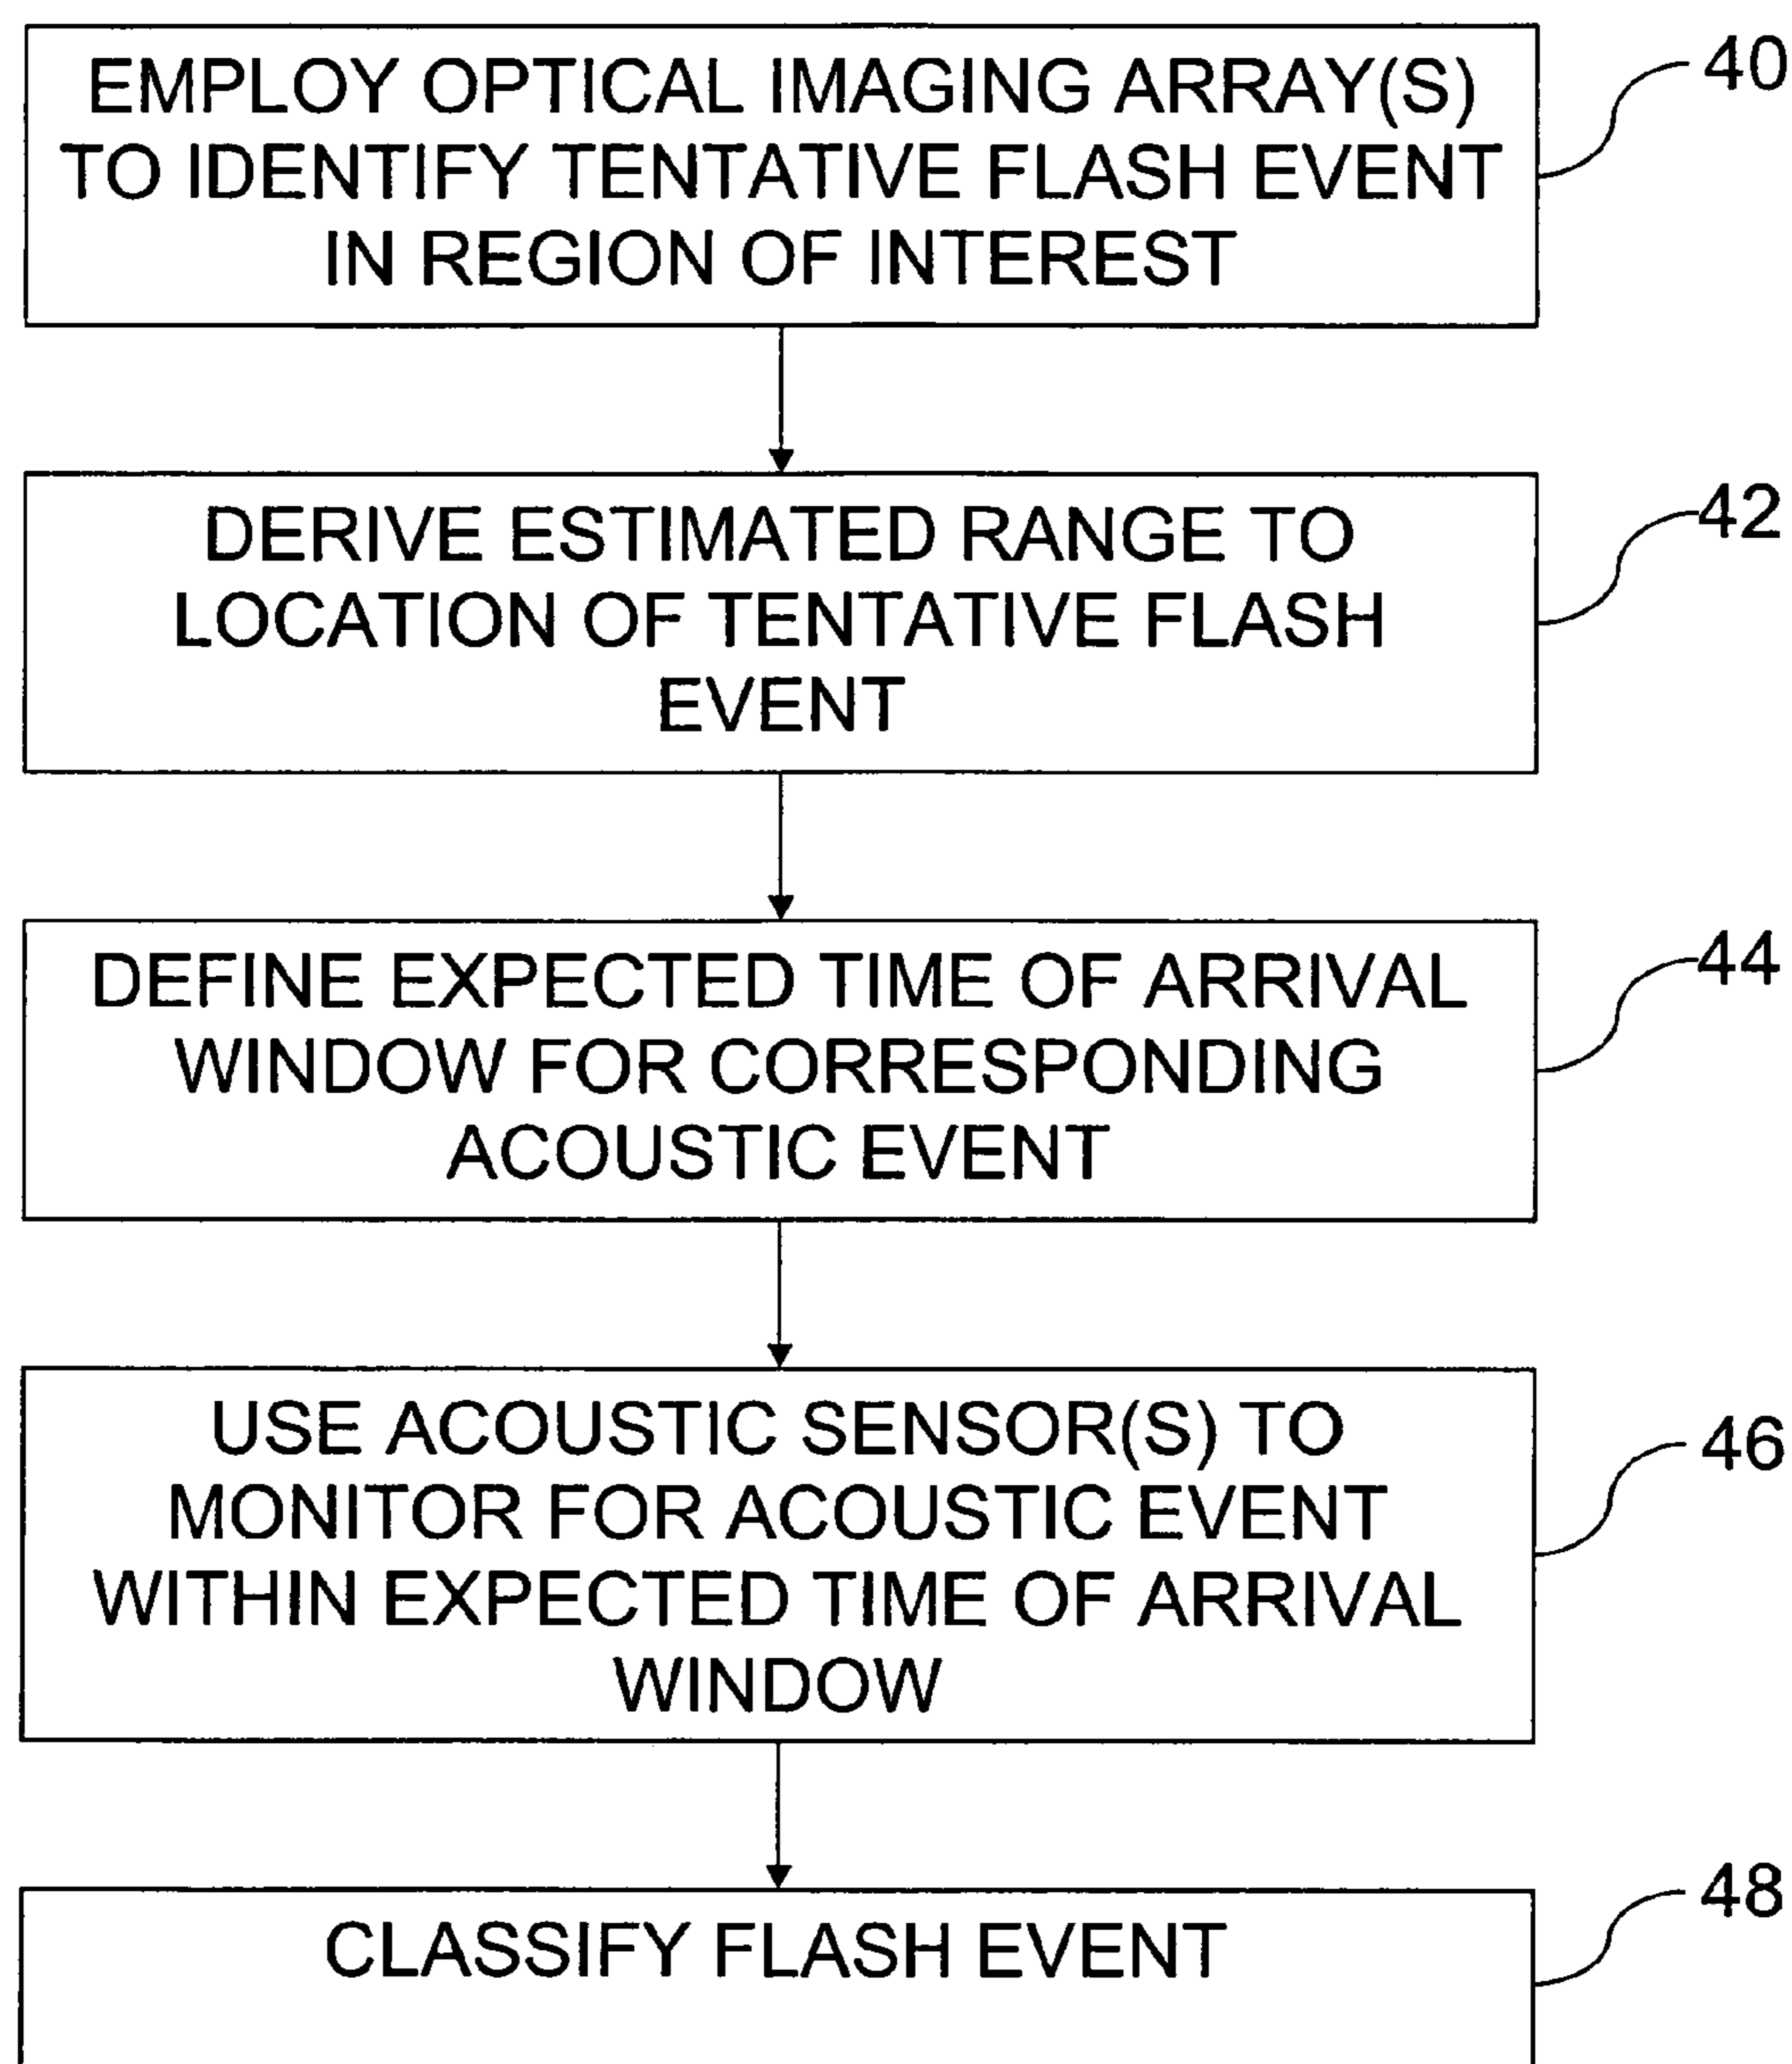 EMPLOY OPTICAL IMAGING ARRAY(S)
TO IDENTIFY TENTATIVE FLASH EVENT
IN REGION OF INTEREST
40
DERIVE ESTIMATED RANGE TO
LOCATION OF TENTATIVE FLASH
EVENT
42
DEFINE EXPECTED TIME OF ARRIVAL
WINDOW FOR CORRESPONDING
ACOUSTIC EVENT
44
USE ACOUSTIC SENSOR(S) TO
MONITOR FOR ACOUSTIC EVENT
WITHIN EXPECTED TIME OF ARRIVAL
WINDOW
46
CLASSIFY FLASH EVENT
48